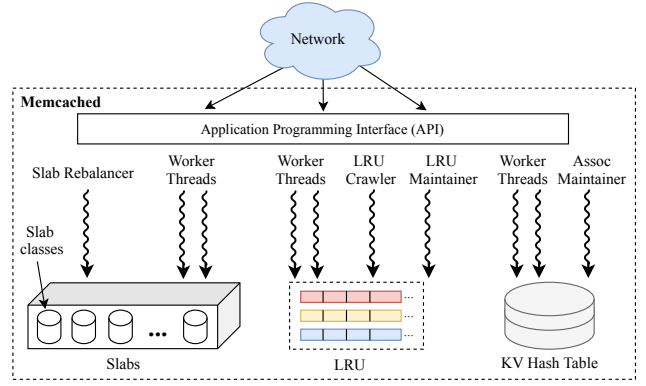 Network
Memcached
Application Programming Interface (API)
Slab Rebalancer
Worker
Threads
Worker
Threads
LRU
Crawler
LRU
Maintainer
Worker
Threads
Assoc
Maintainer
Slab
classes
...
...
...
...
Slabs
LRU
KV Hash Table